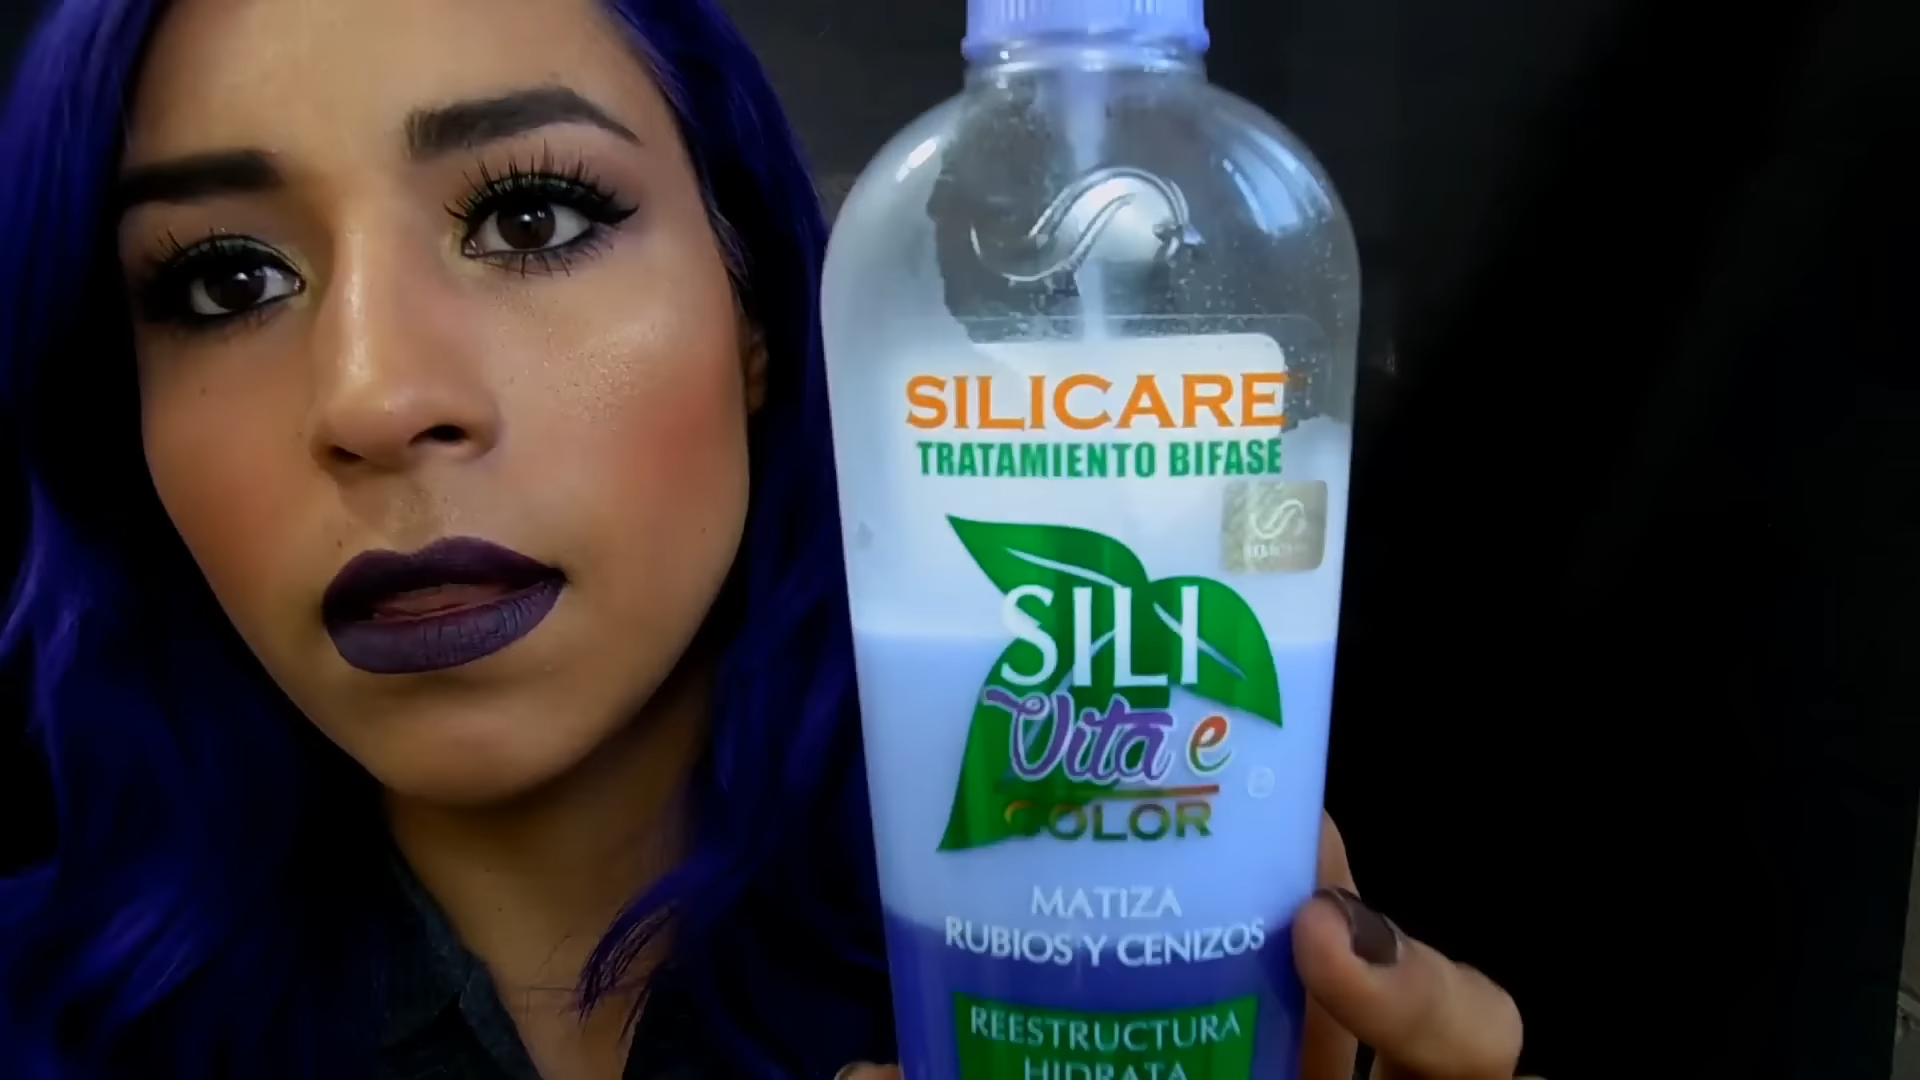 SILICARE
TRATAMIENTO BIFASE
SILI
Vita e
COLOR
MATIZA
RUBIOS Y CENIZOS
REESTRUCTURA
HIDRATA